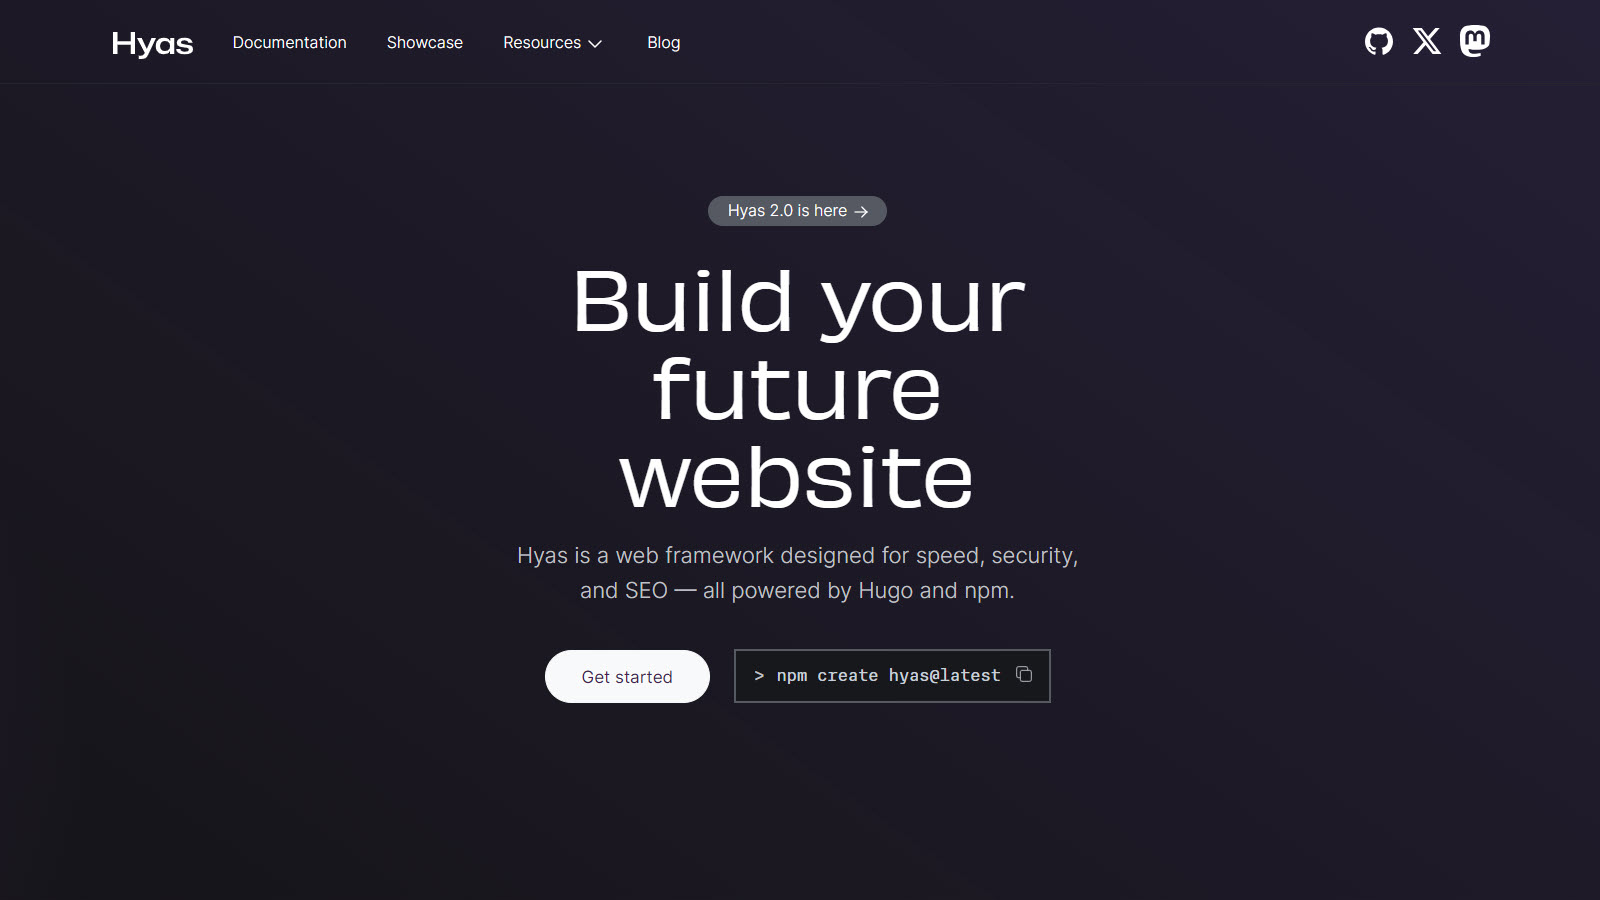 Hyas
Documentation
Showcase
Resources
Blog
Hyas 2.0 is here →
Build your
future
website
Hyas is a web framework designed for speed, security,
and SEO — all powered by Hugo and npm.
Get started
> npm create hyas@latest